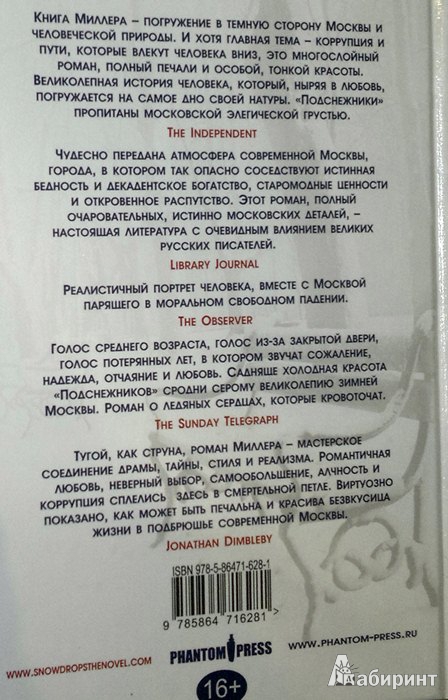 Книга Миллера – погружение в темную сторону Москвы и
человеческой природы. И хотя главная тема – коррупция и
пути, которые влекут человека вниз, это многослойный
роман, полный печали и особой, тонкой красоты.
Великолепная история человека, который, ныряя в любовь,
погружается на самое дно своей натуры. «Подснежники»
пропитаны московской элегической грустью.
The Independent
Чудесно передана атмосфера современной Москвы,
города, в котором так опасно соседствуют истинная
бедность и декадентское богатство, старомодные ценности
и откровенное распутство. Этот роман, полный
очаровательных, истинно московских деталей, –
настоящая литература с очевидным влиянием великих
русских писателей.
Library Journal
Реалистичный портрет человека, вместе с Москвой
парящего в моральном свободном падении.
The Observer
Голос среднего возраста, голос из-за закрытой двери,
голос потерянных лет, в котором звучат сожаление,
надежда, отчаяние и любовь. Садняще холодная красота
«Подснежников» сродни серому великолепию зимней
Москвы. Роман о ледяных сердцах, которые кровоточат.
The Sunday Telegraph
Тугой, как струна, роман Миллера – мастерское
соединение драмы, тайны, стиля и реализма. Романтичная
любовь, неверный выбор, самообольщение, алчность и
коррупция сплелись здесь в смертельной петле. Виртуозно
показано, как может быть печальна и красива безвкусица
жизни в подбрюшье современной Москвы.
Jonathan Dimbleby
ISBN 978-5-86471-628-1
9 785864 716281
www.snowdropsthenovel.com
PHANTOM PRESS
www.phantom-press.ru
16+
Лабиринт